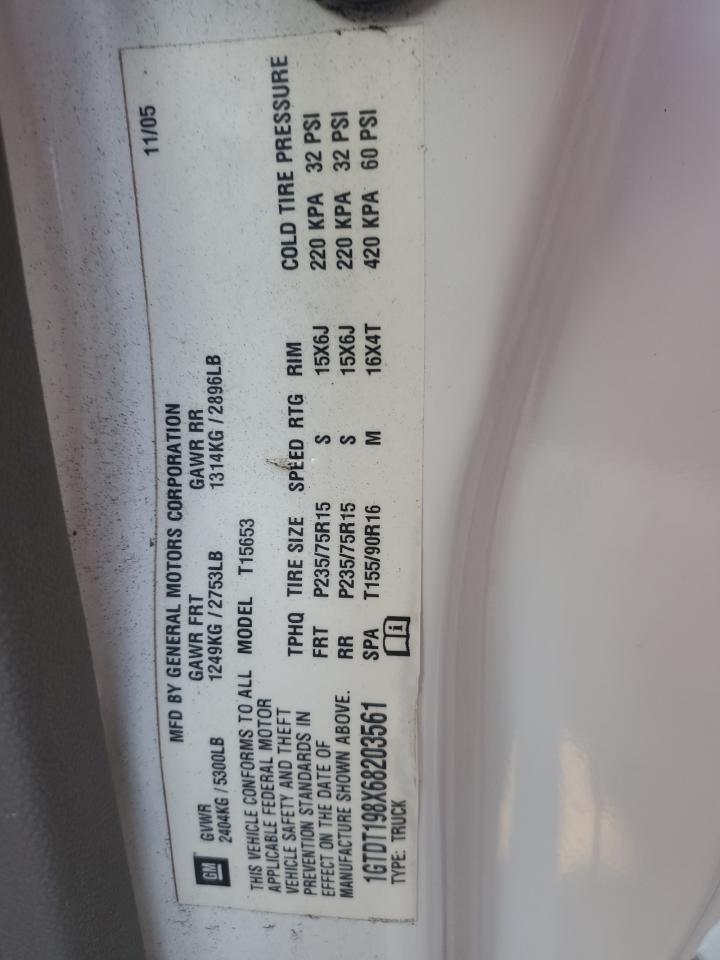 MFD BY GENERAL MOTORS CORPORATION 11/05
GM
GVWR GAWR FRT GAWR RR
2404KG / 5300LB 1249KG / 2753LB 1314KG / 2896LB
THIS VEHICLE CONFORMS TO ALL
APPLICABLE FEDERAL MOTOR
VEHICLE SAFETY AND THEFT
PREVENTION STANDARDS IN
EFFECT ON THE DATE OF
MANUFACTURE SHOWN ABOVE.
1GTDT198X68203561
TYPE: TRUCK
MODEL T15653
TPHQ TIRE SIZE SPEED RTG RIM COLD TIRE PRESSURE
FRT P235/75R15 S 15X6J 220 KPA 32 PSI
RR P235/75R15 S 15X6J 220 KPA 32 PSI
SPA T155/90R16 M 16X4T 420 KPA 60 PSI
i